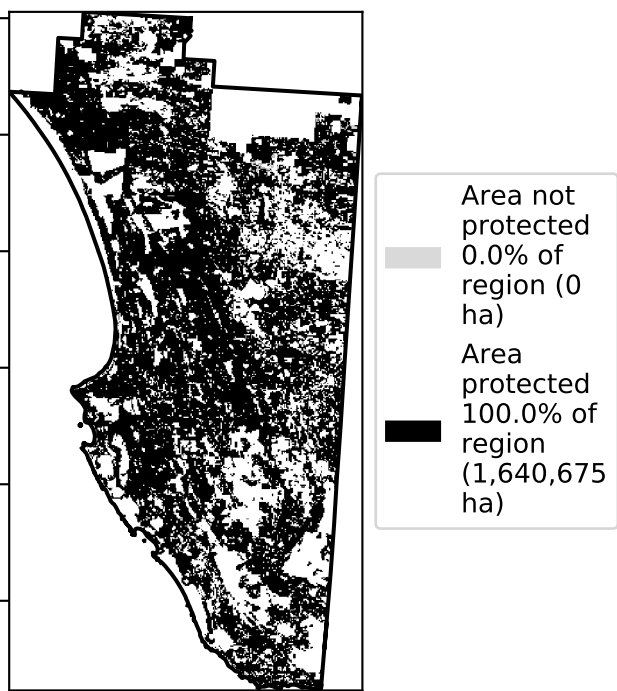 Area not
protected
0.0% of
region (0
ha)
Area
protected
100.0% of
region
(1,640,675
ha)